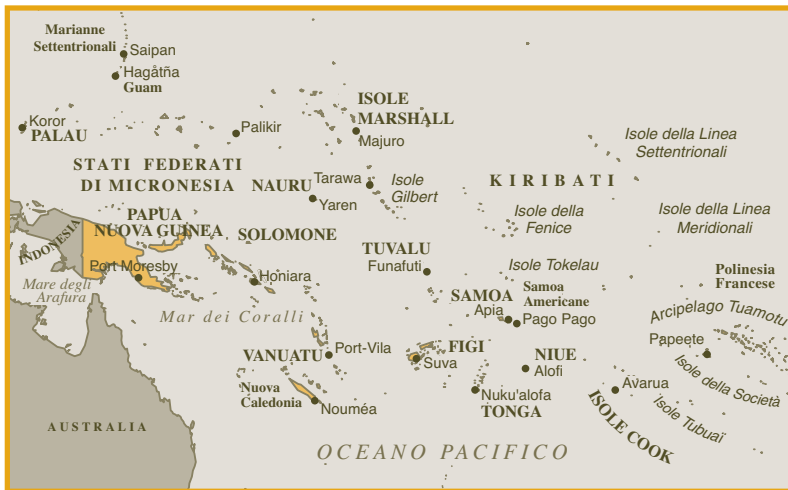 Marianne
Settentrionali
Saipan
Hagåtña
Guam
Koror
PALAU
Palikir
ISOLE
MARSHALL
Majuro
Isole della Linea
Settentrionali
STATI FEDERATI
DI MICRONESIA
NAURU
Tarawa
Yaren
Isole
Gilbert
KIRIBATI
Isole della
Fenice
Isole della Linea
Meridionali
INDONESIA
PAPUA
NUOVA GUINEA
SOLOMONE
TUVALU
Funafuti
Isole Tokelau
Port Moresby
Honiara
Mare degli
Arafura
Mar dei Coralli
SAMOA
Apia
Samoa
Americane
Pago Pago
Polinesia
Francese
Arcipelago Tuamotu
Papeete
VANUATU
Port-Vila
FIGI
Suva
NIUE
Alofi
Isole della Società
Nuova
Caledonia
Nouméa
Nuku'alofa
TONGA
Avarua
ISOLE COOK
Isole Tubuaï
AUSTRALIA
OCEANO PACIFICO